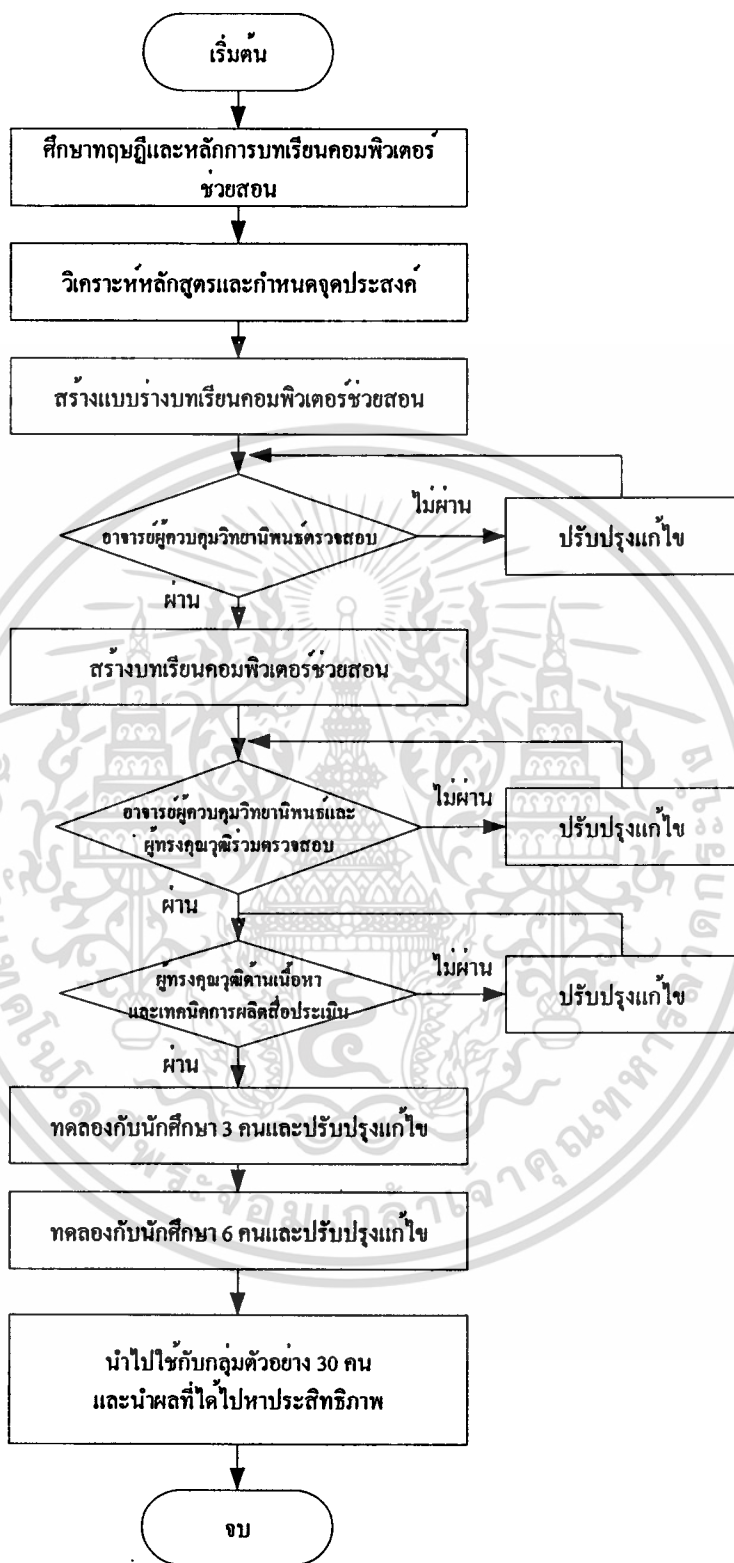 เริ่มต้น
ศึกษาทฤษฎีและหลักการบทเรียนคอมพิวเตอร์
ช่วยสอน
วิเคราะห์หลักสูตรและกำหนดจุดประสงค์
สร้างแบบร่างบทเรียนคอมพิวเตอร์ช่วยสอน
อาจารย์ผู้ควบคุมวิทยานิพนธ์ตรวจสอบ
ไม่ผ่าน
ปรับปรุงแก้ไข
ผ่าน
สร้างบทเรียนคอมพิวเตอร์ช่วยสอน
อาจารย์ผู้ควบคุมวิทยานิพนธ์และ
ผู้ทรงคุณวุฒิร่วมตรวจสอบ
ไม่ผ่าน
ปรับปรุงแก้ไข
ผ่าน
ผู้ทรงคุณวุฒิด้านเนื้อหา
และเทคนิคการผลิตสื่อประเมิน
ไม่ผ่าน
ปรับปรุงแก้ไข
ผ่าน
ทดลองกับนักศึกษา 3 คนและปรับปรุงแก้ไข
ทดลองกับนักศึกษา 6 คนและปรับปรุงแก้ไข
นำไปใช้กับกลุ่มตัวอย่าง 30 คน
และนำผลที่ได้ไปหาประสิทธิภาพ
จบ